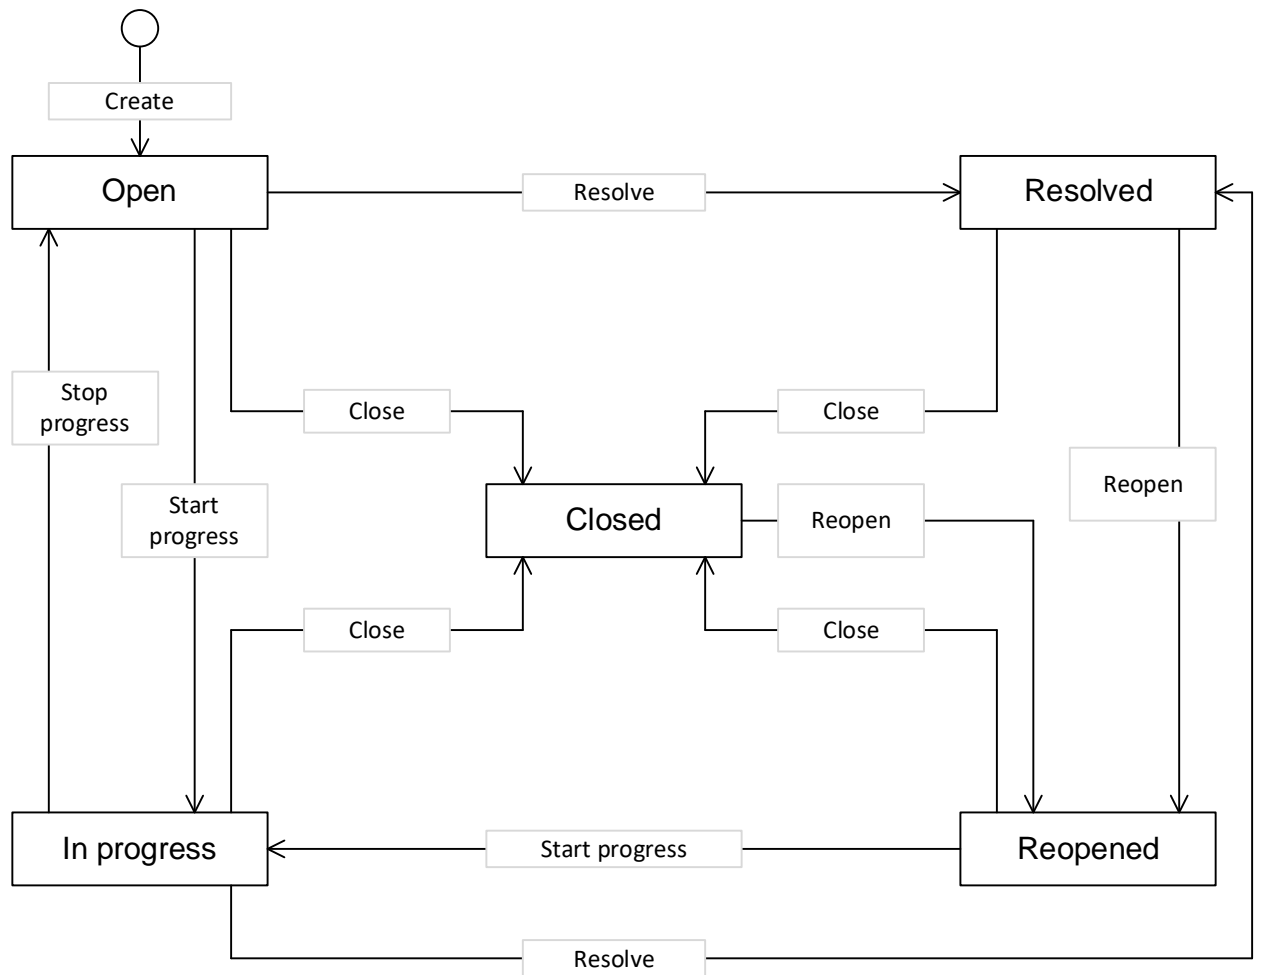 Create
Open
Resolve
Resolved
Stop
progress
Close
Close
Start
progress
Closed
Reopen
Reopen
Close
Close
In progress
Start progress
Reopened
Resolve